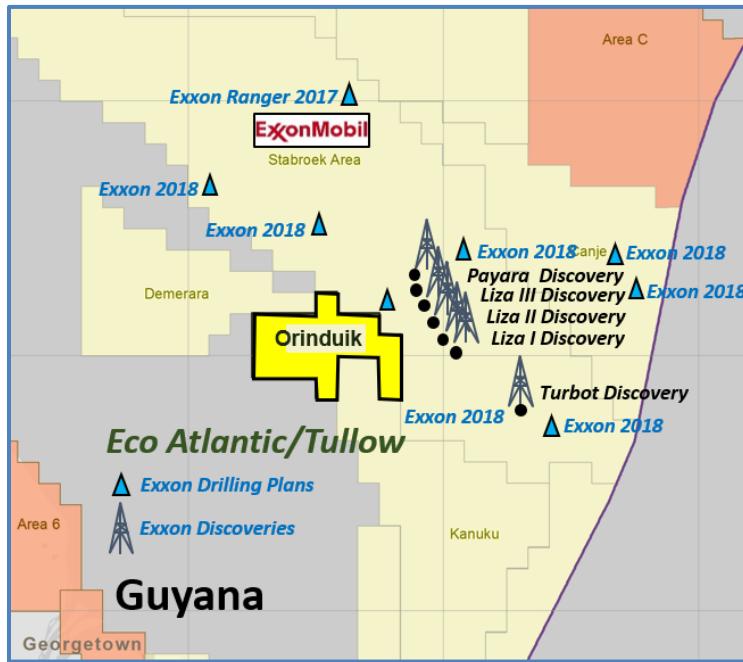 Area C
Exxon Ranger 2017
ExxonMobil
Stabroek Area
Exxon 2018
Exxon 2018
Exxon 2018
Canje
Exxon 2018
Payara Discovery
Liza III Discovery
Exxon 2018
Demerara
Liza II Discovery
Orinduik
Liza I Discovery
Turbot Discovery
Exxon 2018
Exxon 2018
Eco Atlantic/Tullow
Exxon Drilling Plans
Area 6
Exxon Discoveries
Kanuku
Guyana
Georgetown